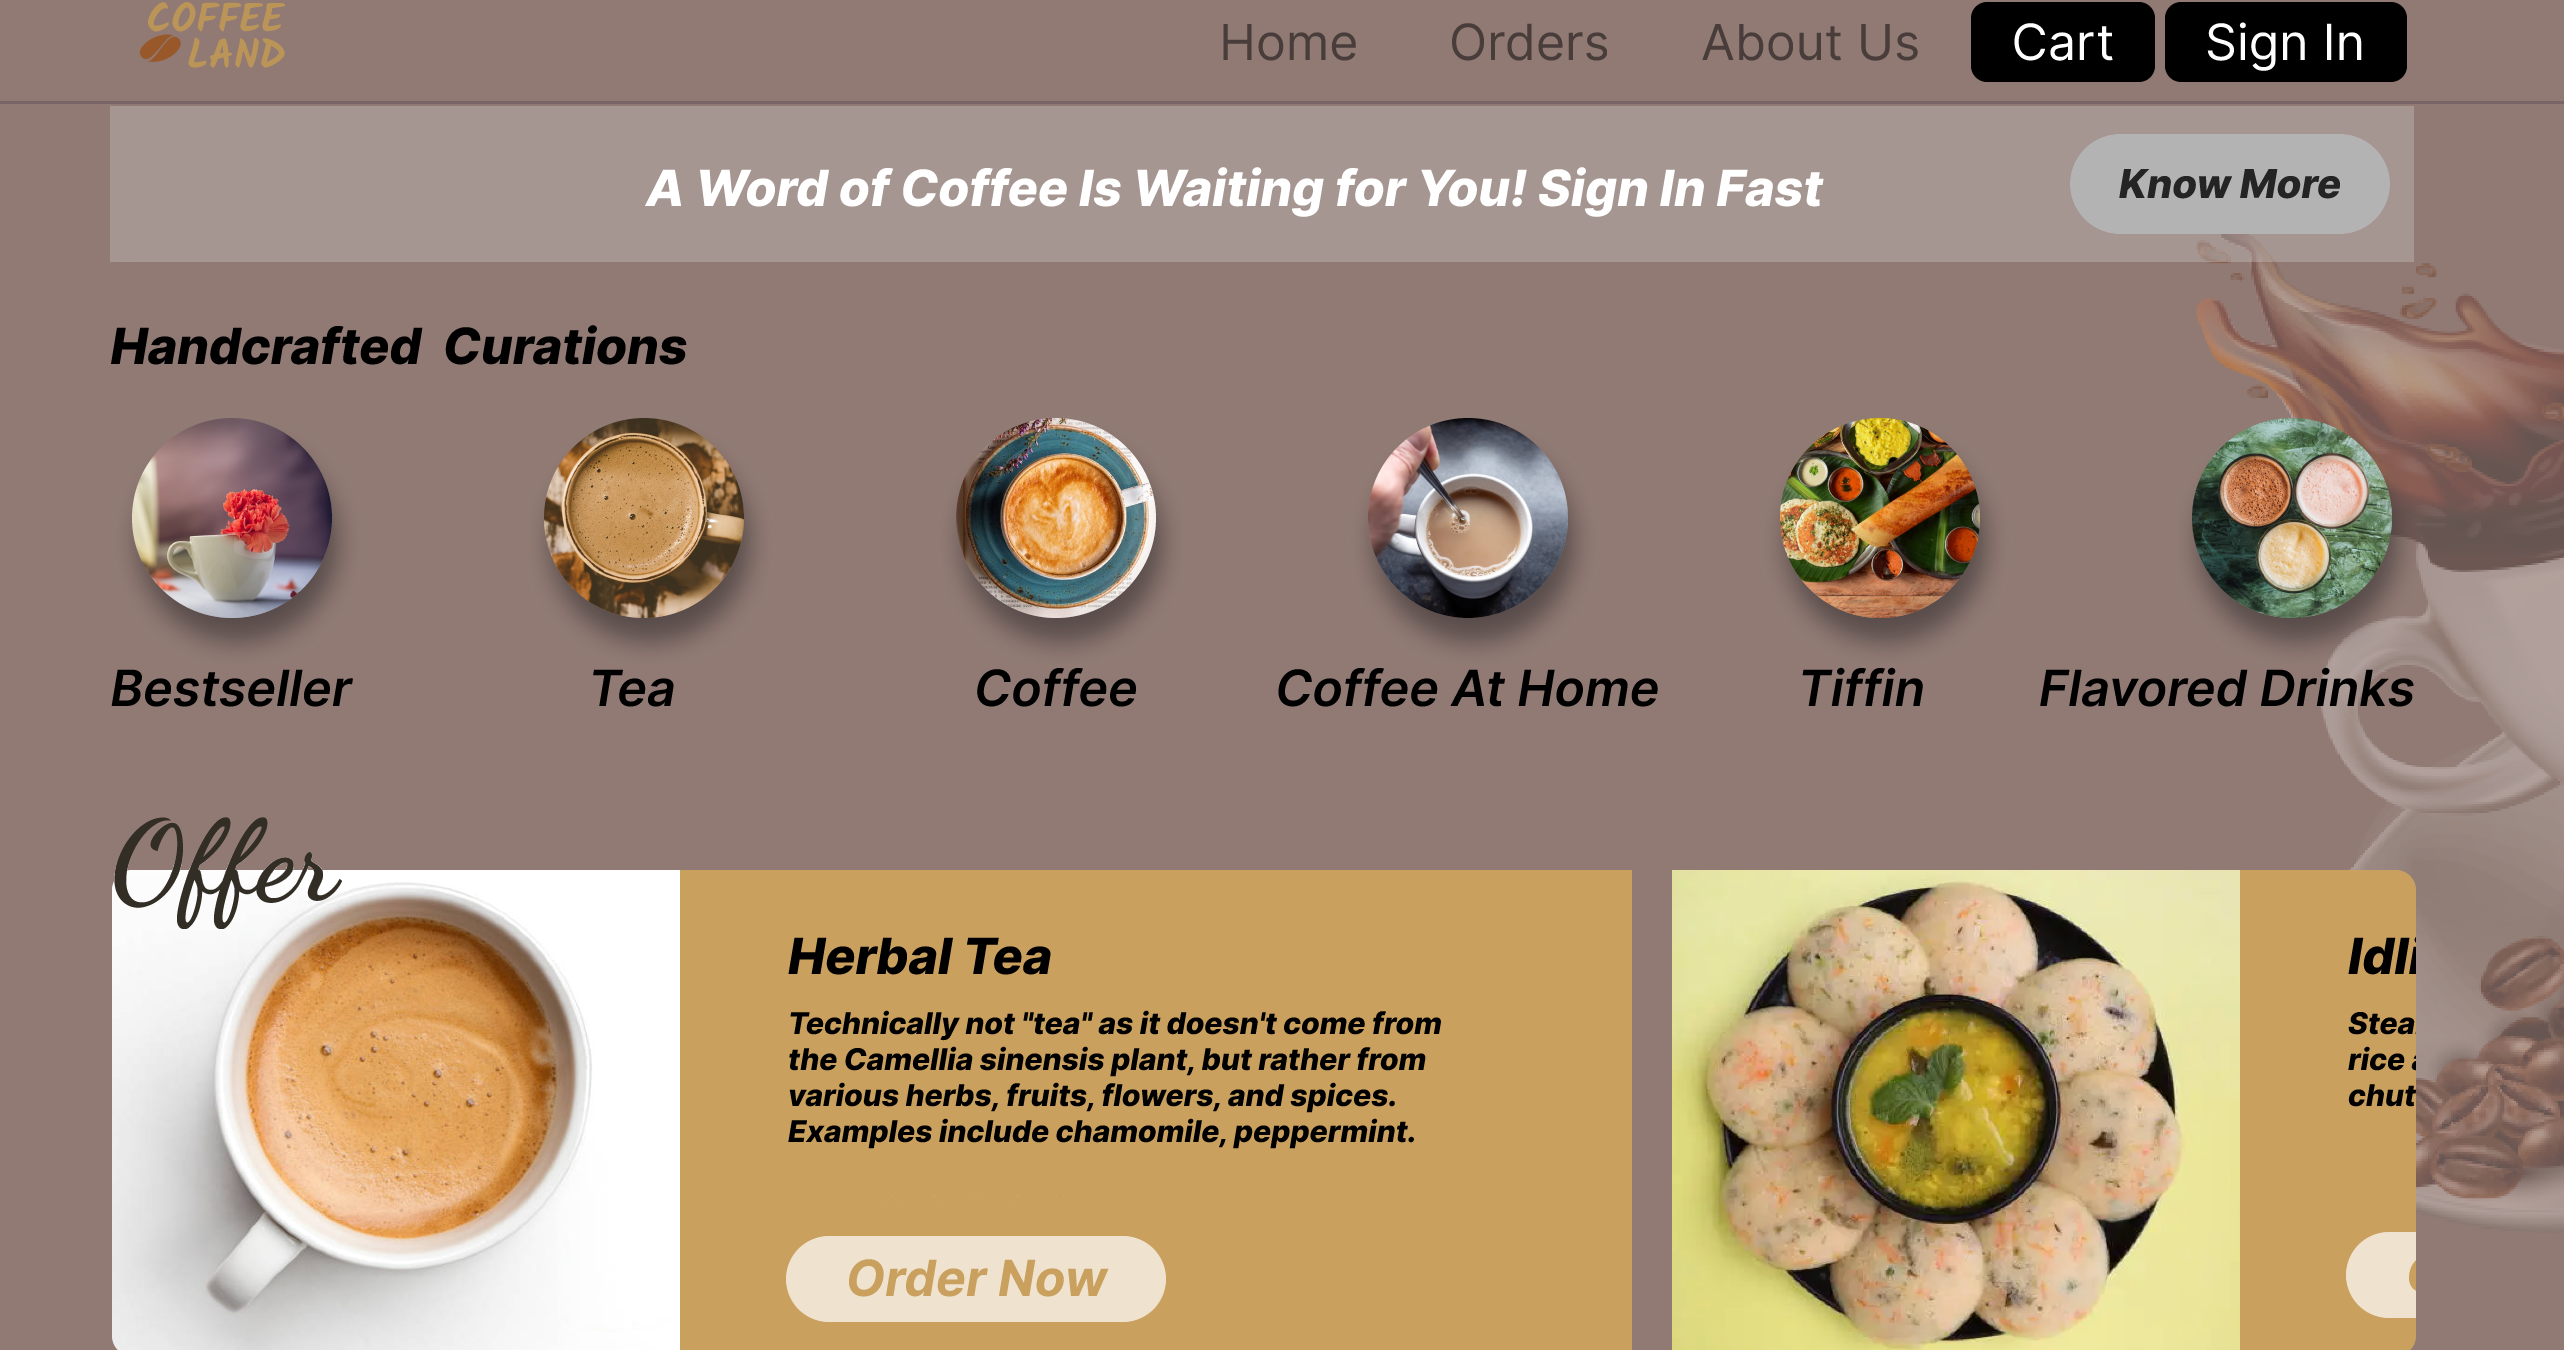 COFFEE
LAND
Home
Orders
About Us
Cart
Sign In
A Word of Coffee Is Waiting for You! Sign In Fast
Know More
Handcrafted Curations
Bestseller
Tea
Coffee
Coffee At Home
Tiffin
Flavored Drinks
Offer
Herbal Tea
Technically not "tea" as it doesn't come from
the Camellia sinensis plant, but rather from
various herbs, fruits, flowers, and spices.
Examples include chamomile, peppermint.
Order Now
Idli
Stea
rice
chut